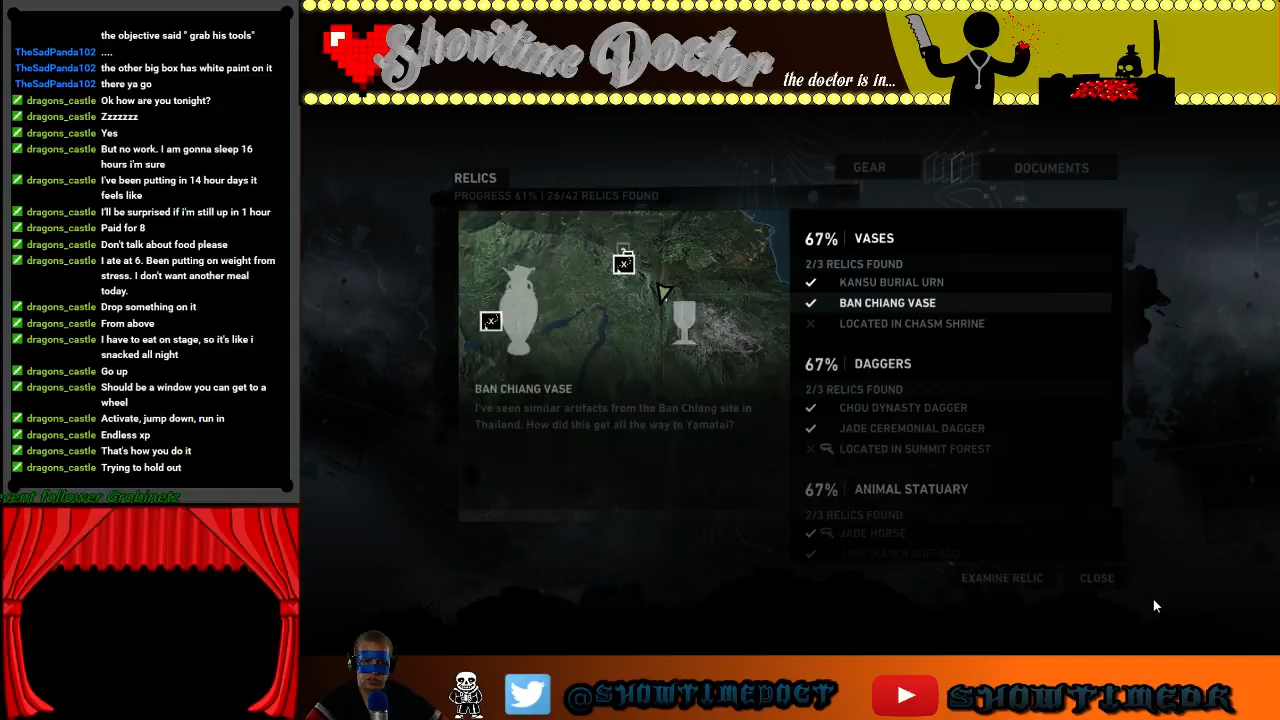 the objective said " grab his tools"
TheSadPanda102 ....
the other big box has white paint on it
TheSadPanda102 there ya go
dragons_castle Ok how are you tonight?
dragons_castle Zzzzzzz
dragons_castle Yes
dragons_castle But no work. I am gonna sleep 16
hours i'm sure
dragons_castle I've been putting in 14 hour days it
feels like
dragons_castle I'll be surprised if i'm still up in 1 hour
dragons_castle Paid for 8
dragons_castle Don't talk about food please
dragons_castle I ate at 6. Been putting on weight from
stress. I don't want another meal
today.
dragons_castle Drop something on it
dragons_castle From above
dragons_castle I have to eat on stage, so it's like i
snacked all night
dragons_castle Go up
dragons_castle Should be a window you can get to a
wheel
dragons_castle Activate, jump down, run in
dragons_castle Endless xp
dragons_castle That's how you do it
dragons_castle Trying to hold out
ecent follower Grobinetz
Showtime Doctor
the doctor is in...
GEAR
DOCUMENTS
RELICS
PROGRESS 61% | 26/42 RELICS FOUND
BAN CHIANG VASE
I've seen similar artifacts from the Ban Chiang site in
Thailand. How did this get all the way to Yamatai?
67% VASES
2/3 RELICS FOUND
KANSU BURIAL URN
BAN CHIANG VASE
LOCATED IN CHASM SHRINE
67% DAGGERS
2/3 RELICS FOUND
CHOU DYNASTY DAGGER
JADE CEREMONIAL DAGGER
LOCATED IN SUMMIT FOREST
67% ANIMAL STATUARY
2/3 RELICS FOUND
JADE HORSE
JADE WATER BUFFALO
EXAMINE RELIC
CLOSE
@SHOWTIMEDOCT
SHOWTIMEDR